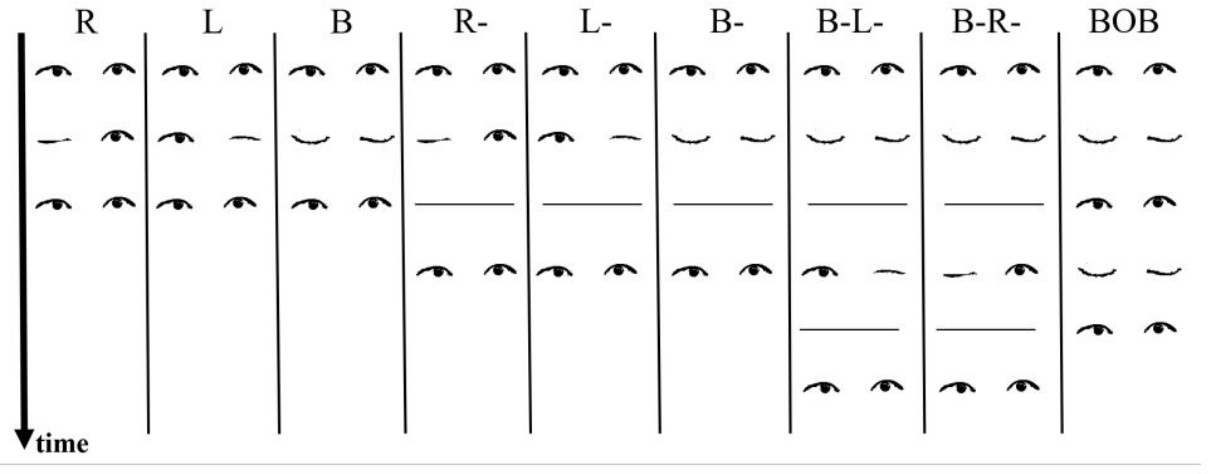 R L B R- L- B- B-L- B-R- BOB
time